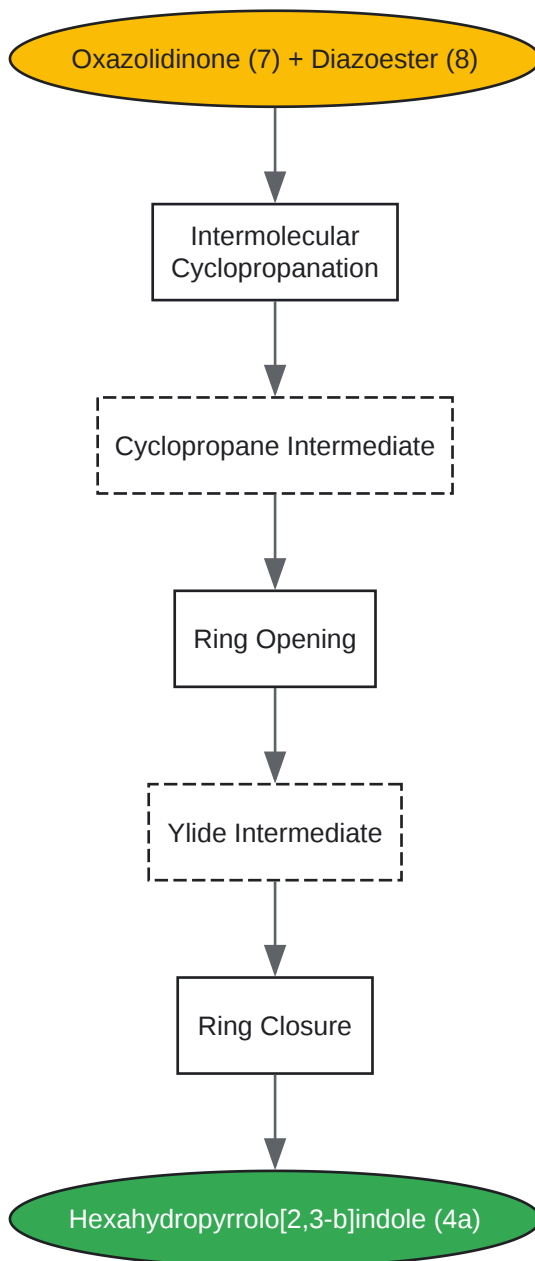 Oxazolidinone (7) + Diazoester (8)
Intermolecular
Cyclopropanation
Cyclopropane Intermediate
Ring Opening
Ylide Intermediate
Ring Closure
Hexahydropyrrolo[2,3-b]indole (4a)